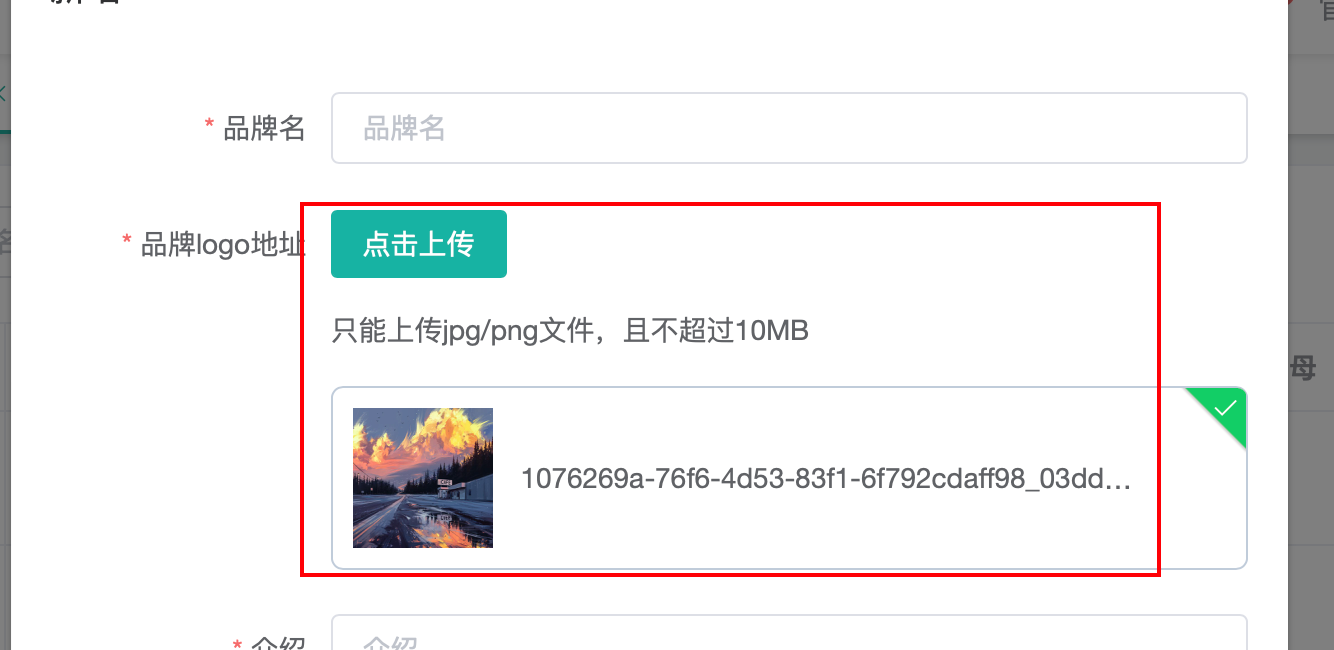 新增
* 品牌名
品牌名
* 品牌logo地址
点击上传
只能上传jpg/png文件，且不超过10MB
1076269a-76f6-4d53-83f1-6f792cdaff98_03dd...
母
* 介绍
介绍